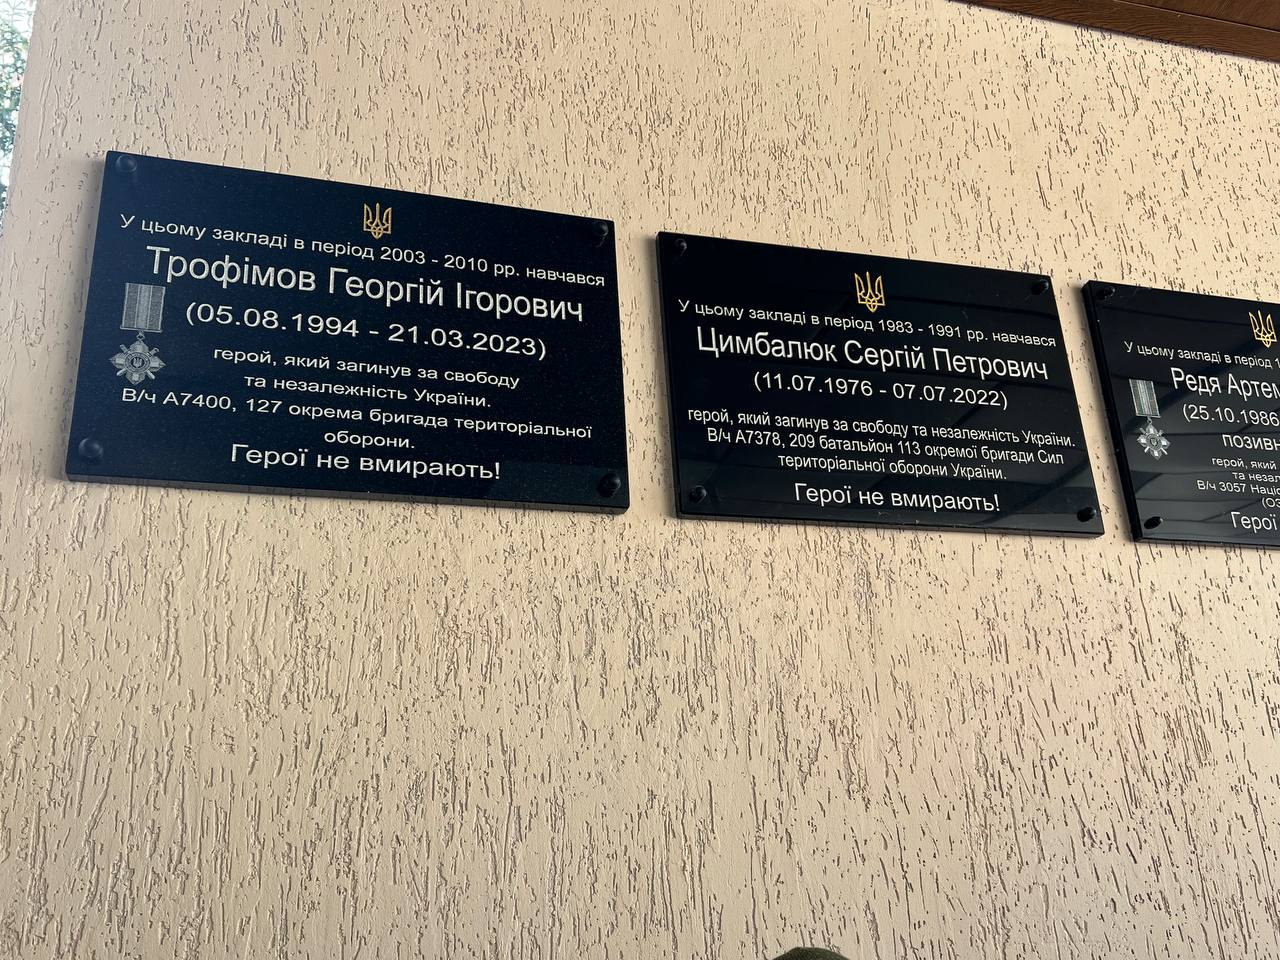 У цьому закладі в період 2003 - 2010 рр. навчався
Трофімов Георгій Ігорович
(05.08.1994 - 21.03.2023)
герой, який загинув за свободу
та незалежність України.
В/ч А7400, 127 окрема бригада територіальної
оборони.
Герої не вмирають!
У цьому закладі в період 1983 - 1991 рр. навчався
Цимбалюк Сергій Петрович
(11.07.1976 - 07.07.2022)
герой, який загинув за свободу та незалежність України.
В/ч А7378, 209 батальйон 113 окремої бригади Сил
територіальної оборони України.
Герої не вмирають!
У цьому закладі в період
Редя
(25.10.1986
герой, який
та
В/ч 3057
Герої